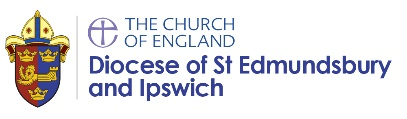 THE CHURCH
OF ENGLAND
Diocese of St Edmundsbury
and Ipswich